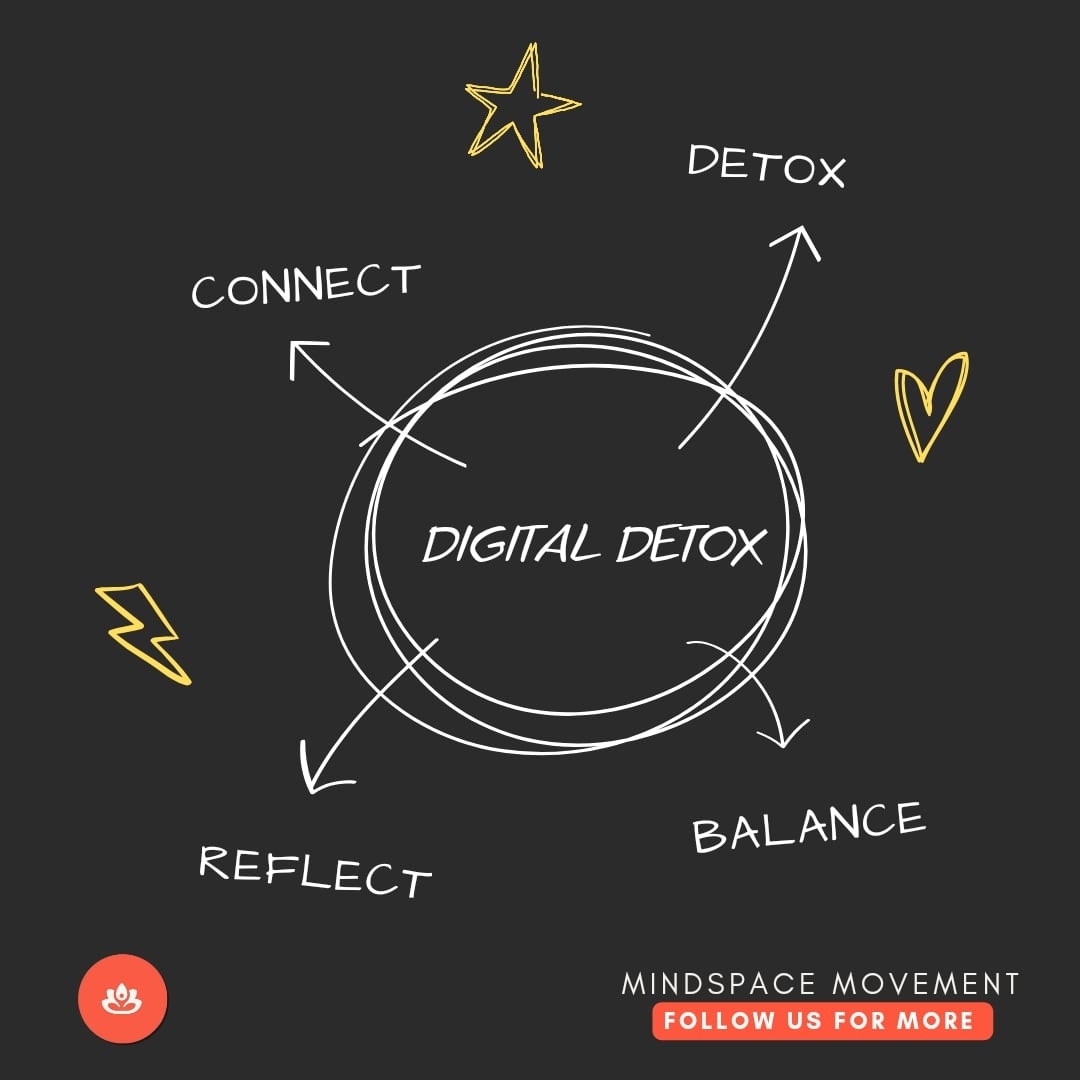 DETOX
CONNECT
DIGITAL DETOX
BALANCE
REFLECT
MINDSPACE MOVEMENT
FOLLOW US FOR MORE